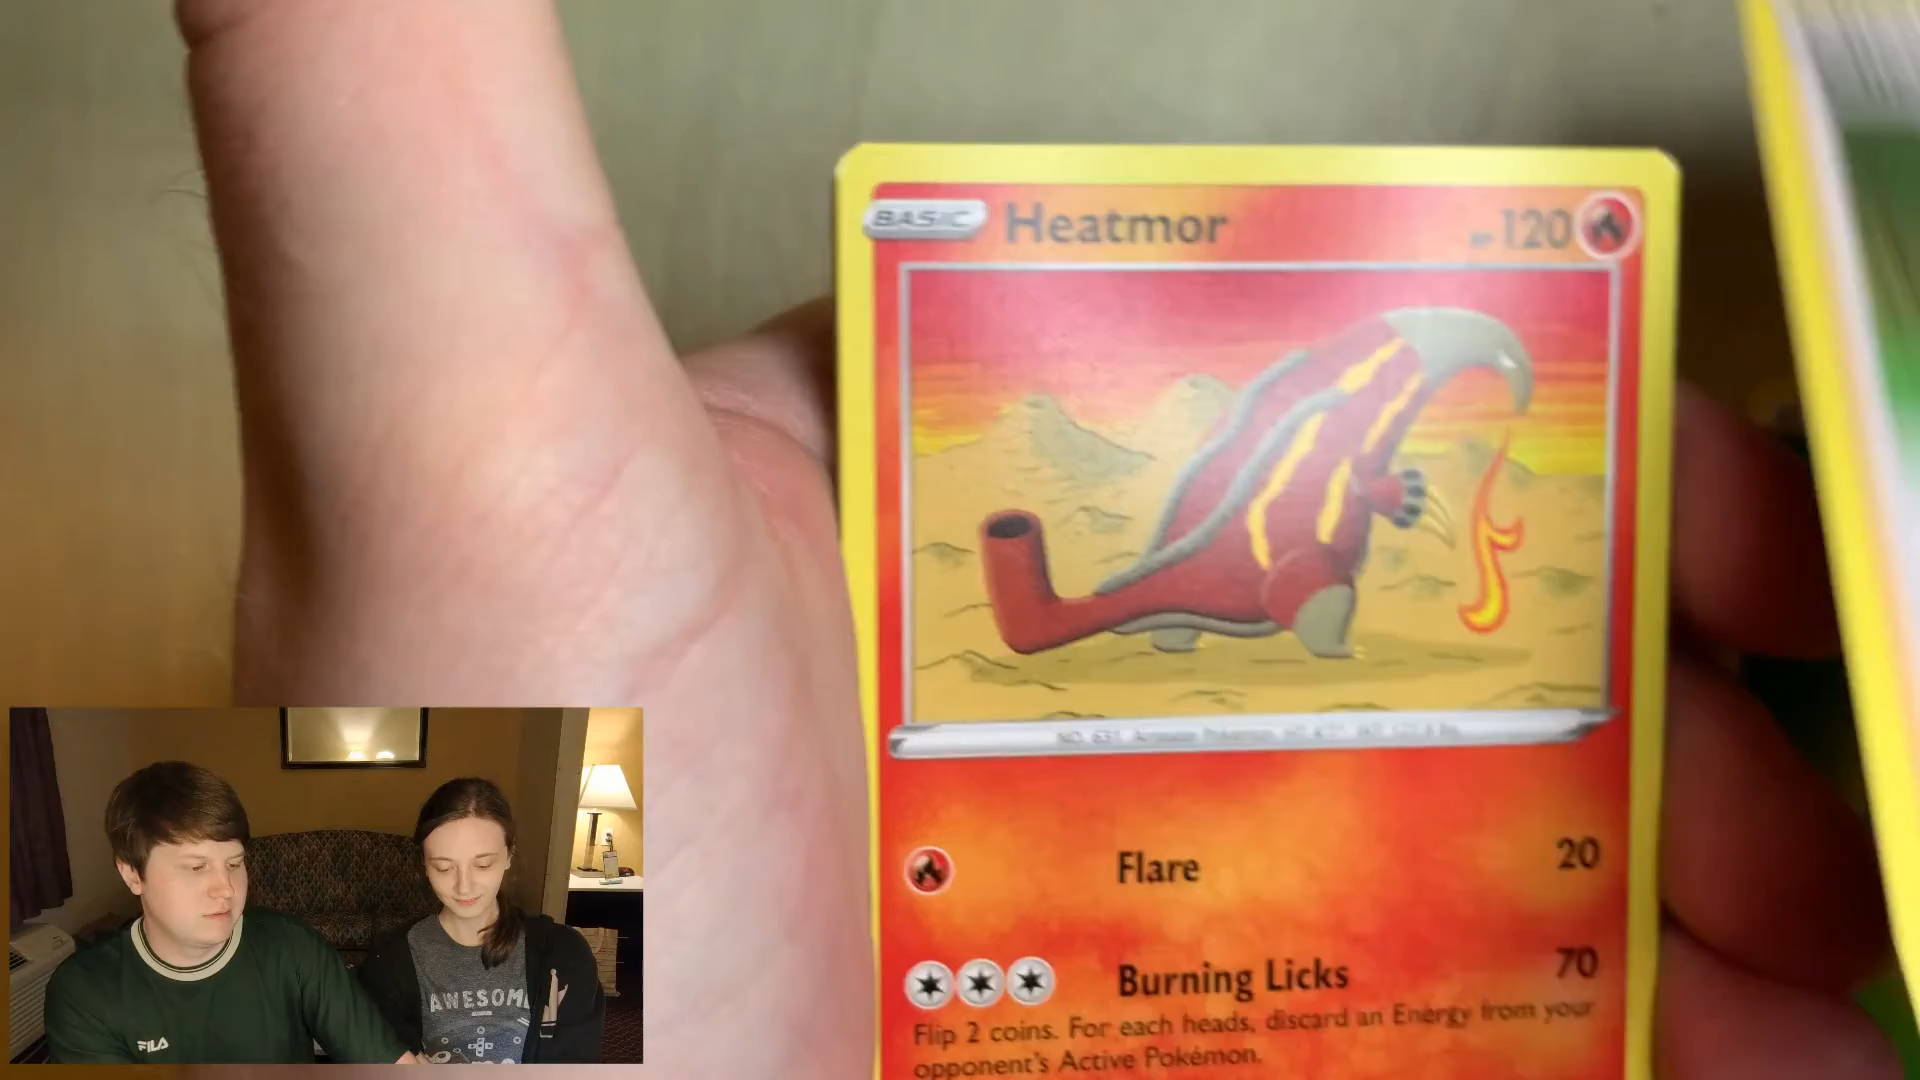 BASIC Heatmor 120
Flare 20
Burning Licks 70
Flip 2 coins. For each heads, discard an Energy from your
opponent's Active Pokémon.
FILA
AWESOME